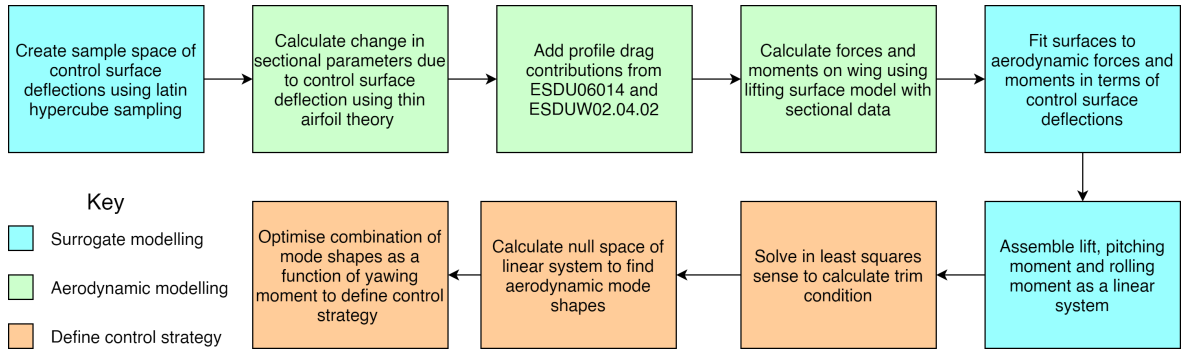 Create sample space of
control surface
deflections using latin
hypercube sampling
Calculate change in
sectional parameters due
to control surface
deflection using thin
airfoil theory
Add profile drag
contributions from
ESDU06014 and
ESDUW02.04.02
Calculate forces and
moments on wing using
lifting surface model with
sectional data
Fit surfaces to
aerodynamic forces and
moments in terms of
control surface
deflections
Assemble lift, pitching
moment and rolling
moment as a linear
system
Solve in least squares
sense to calculate trim
condition
Calculate null space of
linear system to find
aerodynamic mode
shapes
Optimise combination of
mode shapes as a
function of yawing
moment to define control
strategy
Key
Surrogate modelling
Aerodynamic modelling
Define control strategy